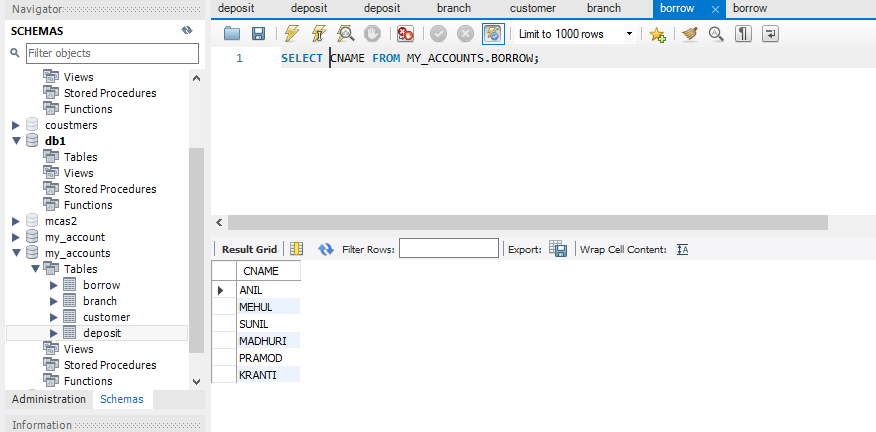 Navigator
SCHEMAS
Filter objects
Views
Stored Procedures
Functions
coustmers
db1
Tables
Views
Stored Procedures
Functions
mcas2
my_account
my_accounts
Tables
borrow
branch
customer
deposit
Views
Stored Procedures
Functions
Administration Schemas
Information
deposit deposit deposit branch customer branch borrow borrow
Limit to 1000 rows
1 SELECT CNAME FROM MY_ACCOUNTS.BORROW;
Result Grid Filter Rows: Export: Wrap Cell Content:
CNAME
ANIL
MEHUL
SUNIL
MADHURI
PRAMOD
KRANTI